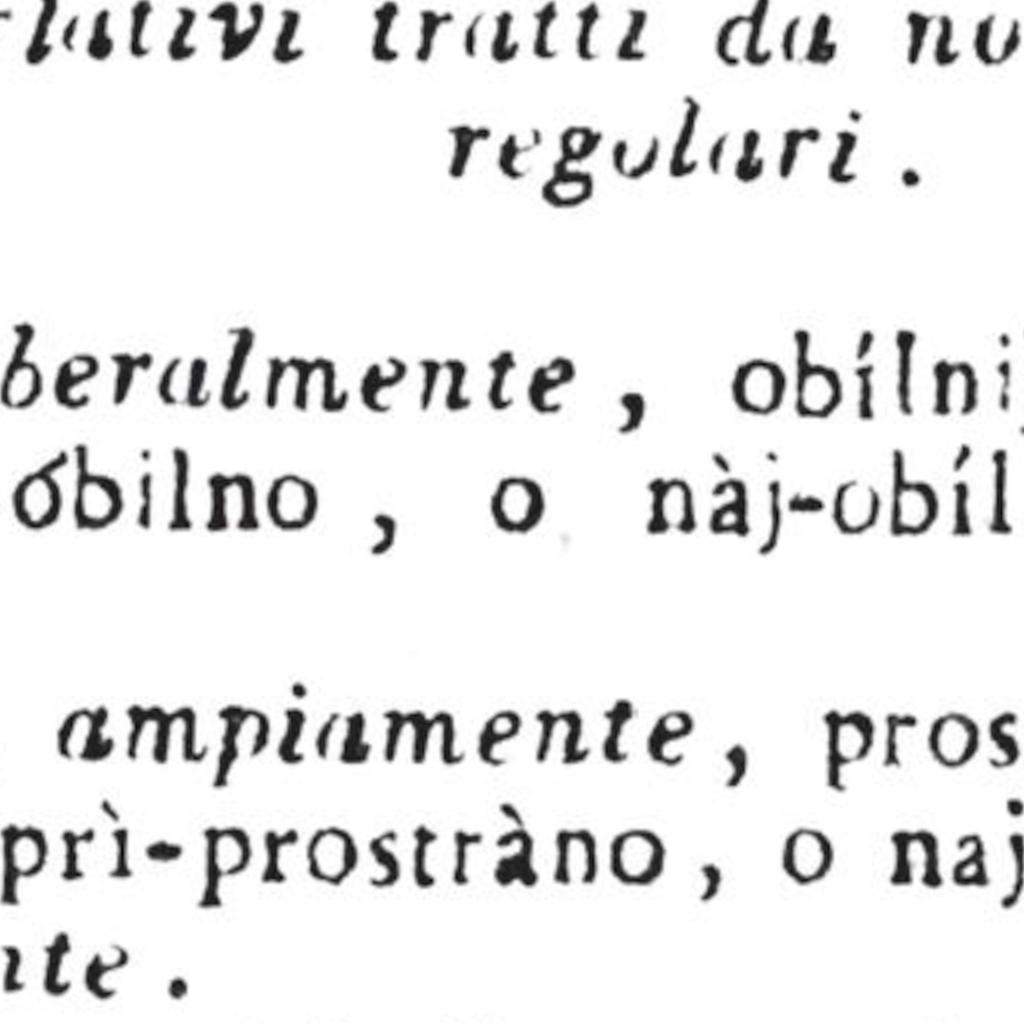 lativi tratti da no
regolari .
beralmente , obílni
óbilno , o nàj-obíl
ampiamente , pros
prì-prostràno , o naj
nte .